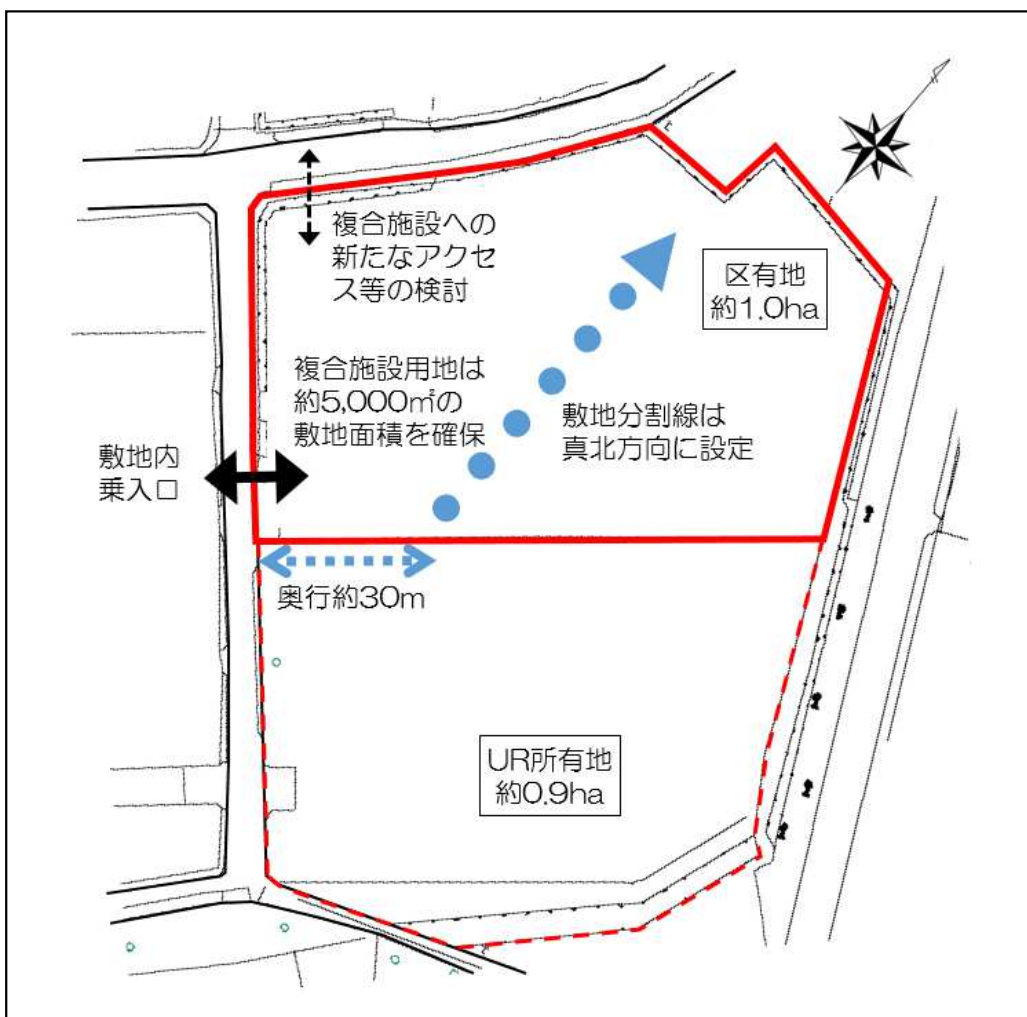 複合施設への
新たなアクセ
ス等の検討
区有地
約1.0ha
複合施設用地は
約5,000㎡の
敷地面積を確保
敷地分割線は
真北方向に設定
敷地内
乗入口
奥行約30m
UR所有地
約0.9ha